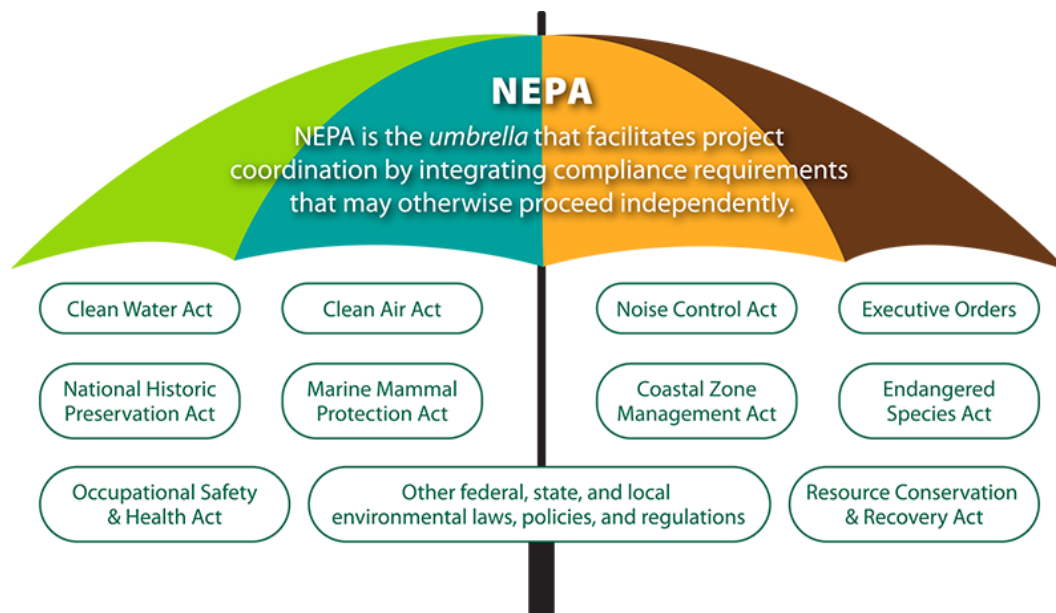 NEPA
NEPA is the umbrella that facilitates project
coordination by integrating compliance requirements
that may otherwise proceed independently.
Clean Water Act
Clean Air Act
Noise Control Act
Executive Orders
National Historic
Preservation Act
Marine Mammal
Protection Act
Coastal Zone
Management Act
Endangered
Species Act
Occupational Safety
& Health Act
Other federal, state, and local
environmental laws, policies, and regulations
Resource Conservation
& Recovery Act